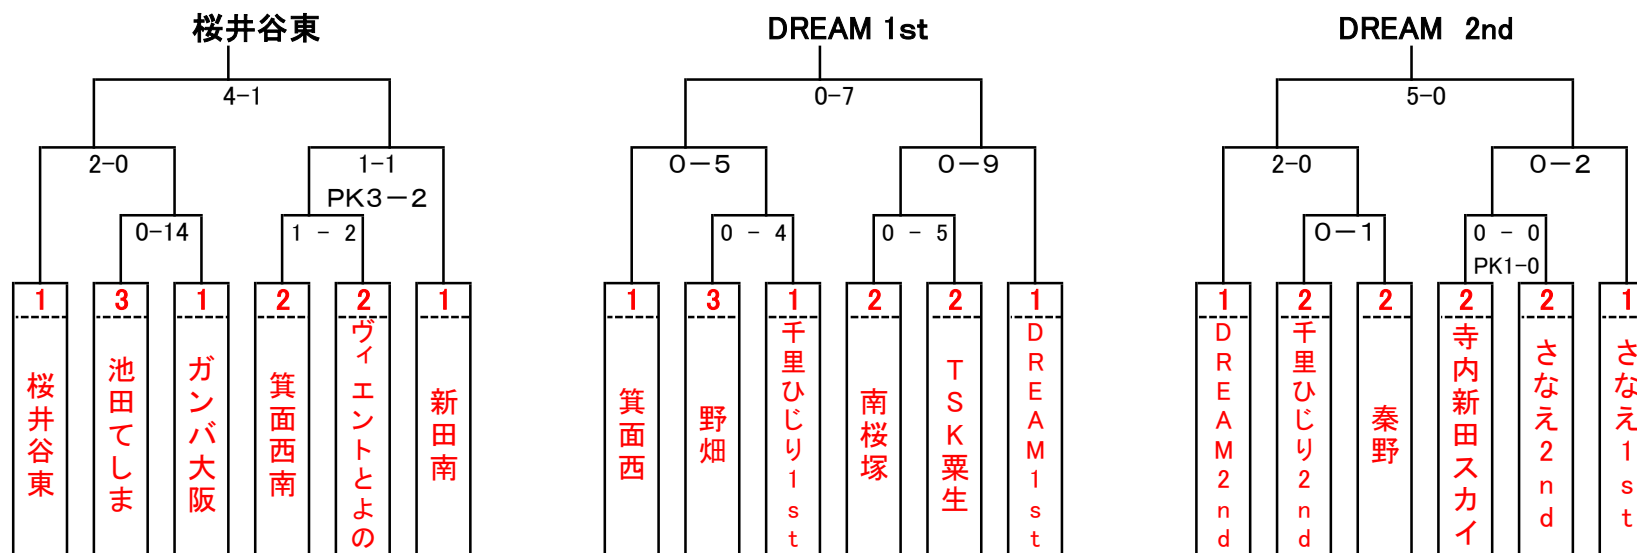 桜井谷東
DREAM 1st
DREAM 2nd
4-1
0-7
5-0
2-0
1-1
PK3-2
0-5
0-9
2-0
0-2
0-14
1 - 2
0 - 4
0 - 5
0-1
0 - 0
PK1-0
1
3
1
2
2
1
1
3
1
2
2
1
1
2
2
2
2
1
桜井谷東
池田てしま
ガンバ大阪
箕面西南
ヴィエントとよの
新田南
箕面西
野畑
千里ひじり1st
南桜塚
TSK粟生
DREAM1st
DREAM2nd
千里ひじり2nd
秦野
寺内新田スカイ
さなえ2nd
さなえ1st